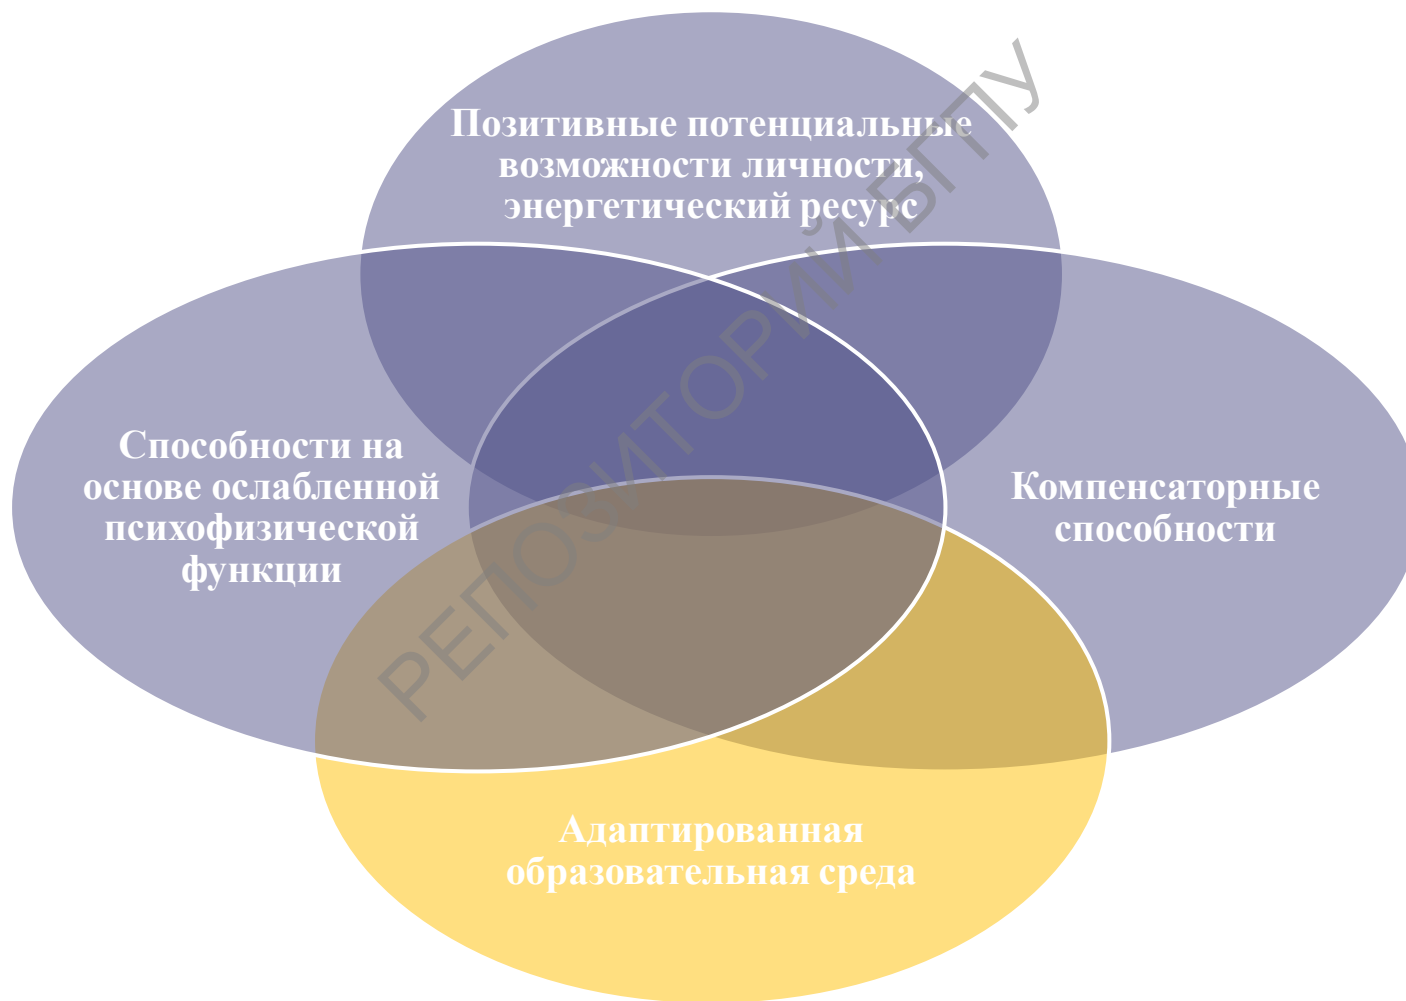 Позитивные потенциальные
возможности личности,
энергетический ресурс
Способности на
основе ослабленной
психофизической
функции
Компенсаторные
способности
Адаптированная
образовательная среда
РЕПОЗИТОРИЙ БГПУ